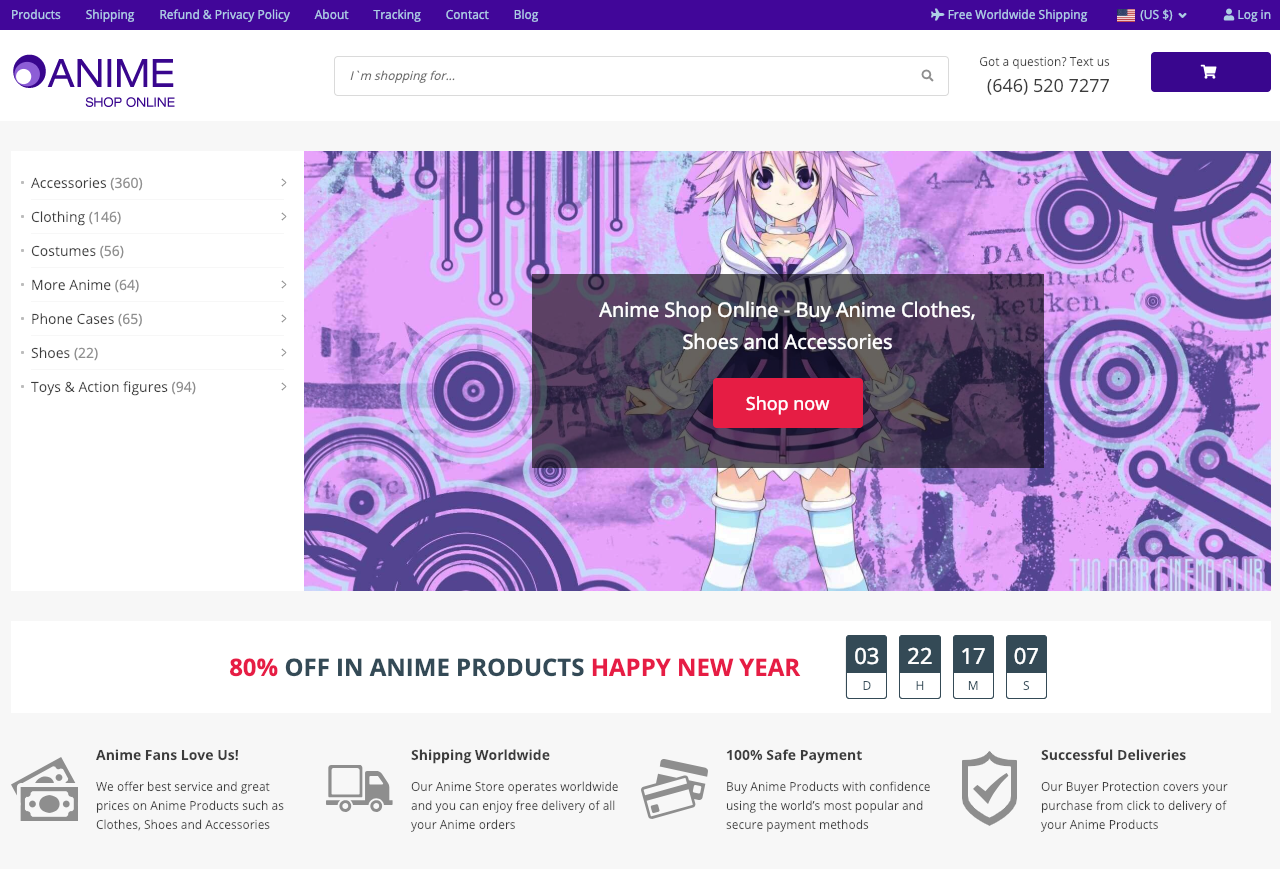 Products Shipping Refund & Privacy Policy About Tracking Contact Blog Free Worldwide Shipping (US $) Log in
ANIME
SHOP ONLINE
I`m shopping for...
Got a question? Text us
(646) 520 7277
Accessories (360)
Clothing (146)
Costumes (56)
More Anime (64)
Phone Cases (65)
Shoes (22)
Toys & Action figures (94)
4-A
kunnende
keuken.
Anime Shop Online - Buy Anime Clothes,
Shoes and Accessories
Shop now
TWO DOOR CINEMA CLUB
80% OFF IN ANIME PRODUCTS HAPPY NEW YEAR
03 22 17 07
D H M S
Anime Fans Love Us!
We offer best service and great
prices on Anime Products such as
Clothes, Shoes and Accessories
Shipping Worldwide
Our Anime Store operates worldwide
and you can enjoy free delivery of all
your Anime orders
100% Safe Payment
Buy Anime Products with confidence
using the world's most popular and
secure payment methods
Successful Deliveries
Our Buyer Protection covers your
purchase from click to delivery of
your Anime Products